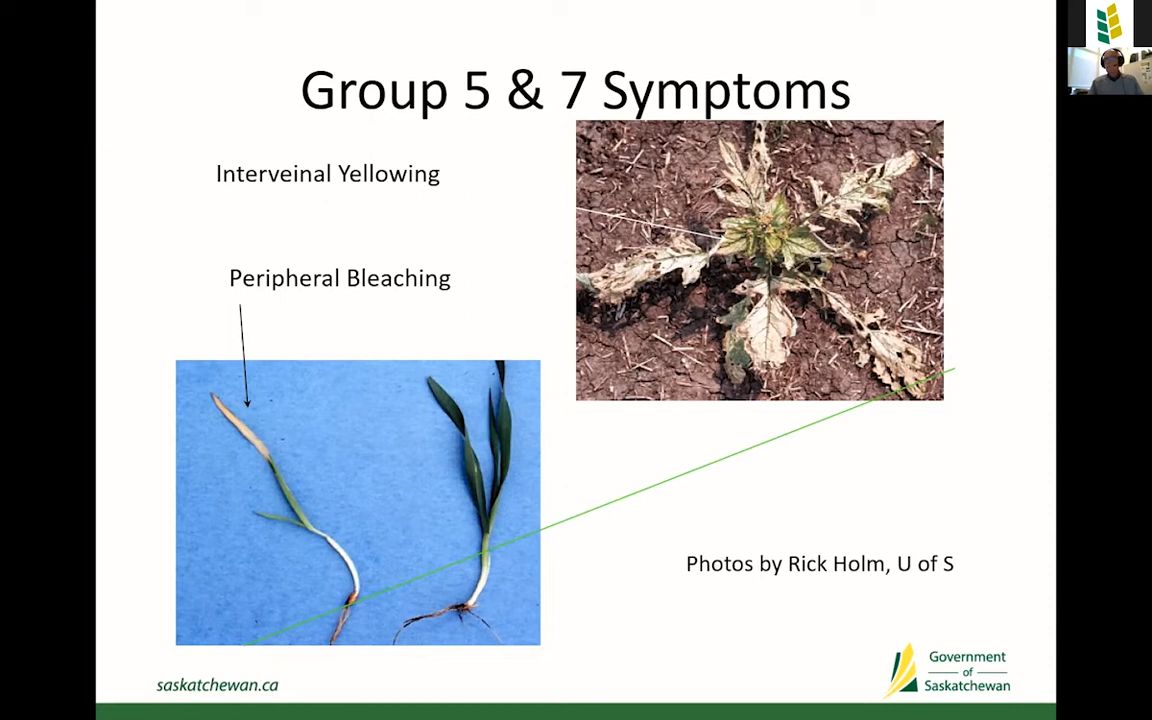 Group 5 & 7 Symptoms
Interveinal Yellowing
Peripheral Bleaching
Photos by Rick Holm, U of S
saskatchewan.ca
Government
of
Saskatchewan